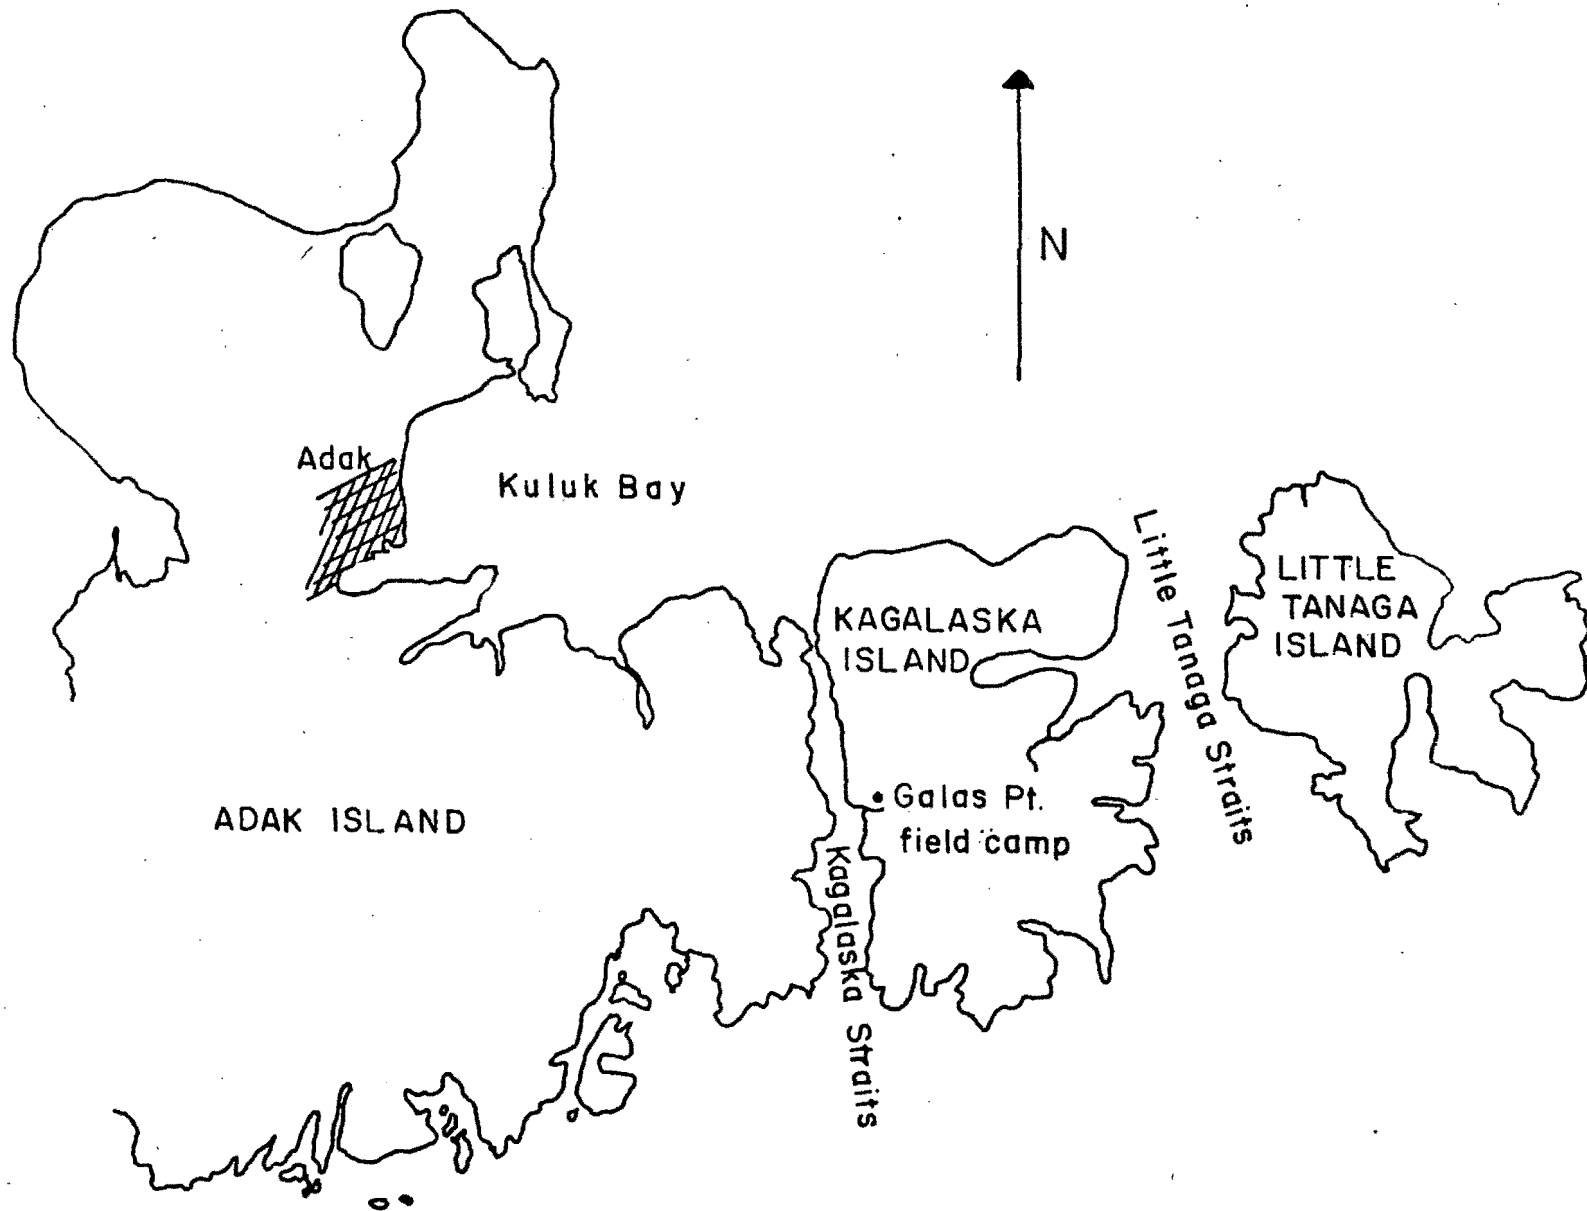 N
Adak
Kuluk Bay
Little Tanaga Straits
LITTLE
TANAGA
ISLAND
KAGALASKA
ISLAND
Galas Pt.
field camp
ADAK ISLAND
Kagalaska Straits